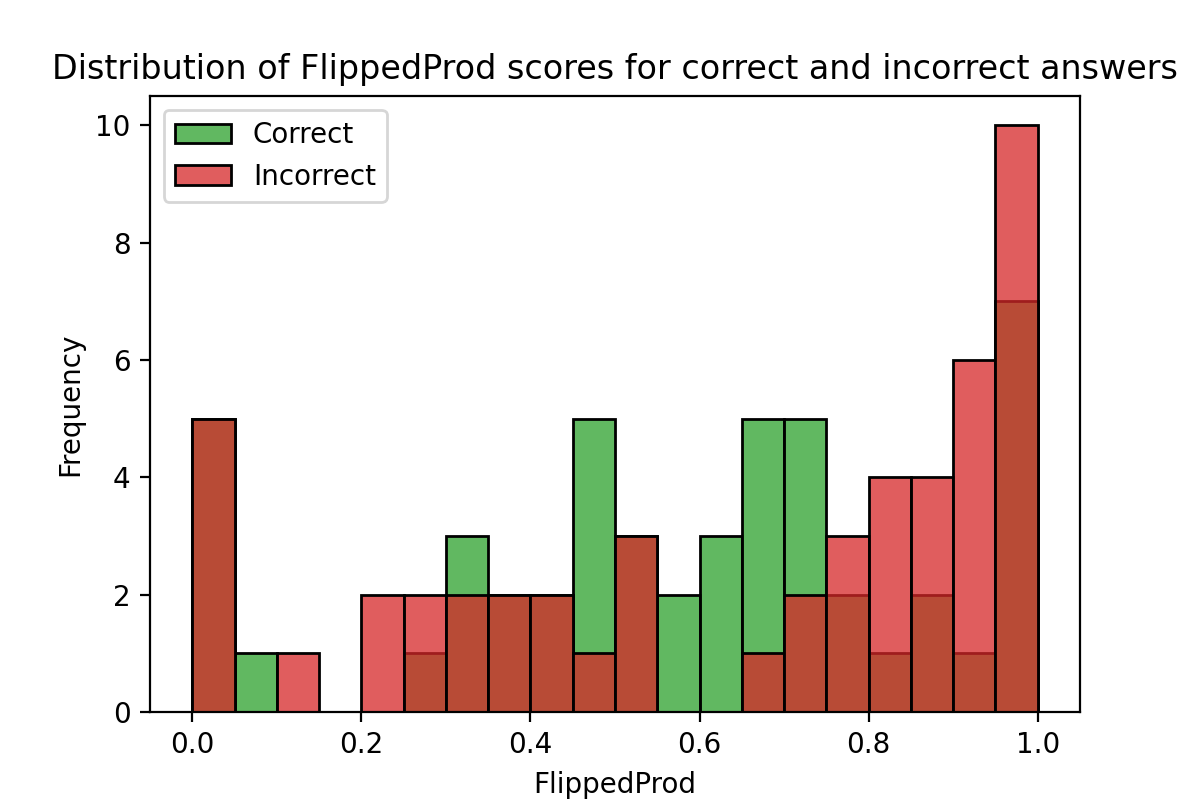 Distribution of FlippedProd scores for correct and incorrect answers
Correct
Incorrect
10
8
6
4
2
0
Frequency
0.0 0.2 0.4 0.6 0.8 1.0
FlippedProd